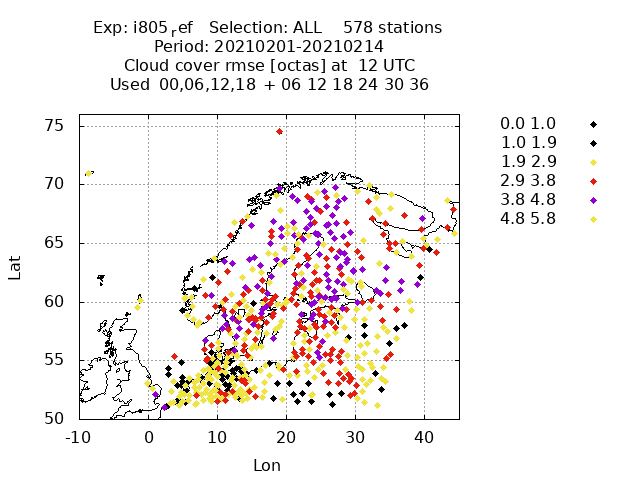 Exp: i805ref   Selection: ALL    578 stations
Period: 20210201-20210214
Cloud cover rmse [octas] at  12 UTC
Used  00,06,12,18  + 06 12 18 24 30 36
0.0 1.0
1.0 1.9
1.9 2.9
2.9 3.8
3.8 4.8
4.8 5.8
75
70
65
60
55
50
Lat
-10 0 10 20 30 40
Lon